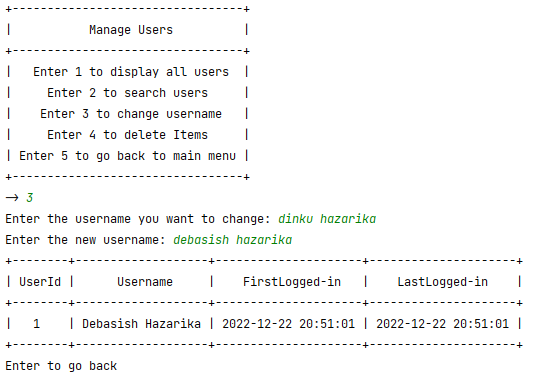 +---------------------------------+
|           Manage Users          |
+---------------------------------+
|   Enter 1 to display all users  |
|     Enter 2 to search users     |
|    Enter 3 to change username   |
|     Enter 4 to delete Items     |
| Enter 5 to go back to main menu |
+---------------------------------+
-> 3
Enter the username you want to change: dinku hazarika
Enter the new username: debasish hazarika
+--------+-------------------+---------------------+---------------------+
| UserId |      Username     |    FirstLogged-in   |    LastLogged-in    |
+--------+-------------------+---------------------+---------------------+
|   1    | Debasish Hazarika | 2022-12-22 20:51:01 | 2022-12-22 20:51:01 |
+--------+-------------------+---------------------+---------------------+
Enter to go back